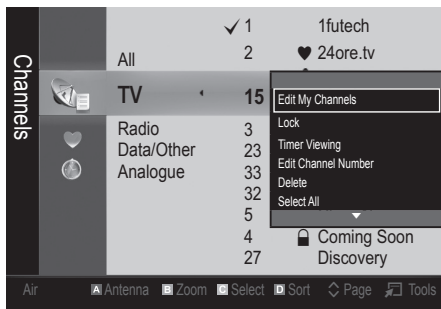 Channels
All
TV
Radio
Data/Other
Analogue
1 1futech
2 24ore.tv
15
3
23
33
32
5
4 Coming Soon
27 Discovery
Edit My Channels
Lock
Timer Viewing
Edit Channel Number
Delete
Select All
Air A Antenna B Zoom C Select D Sort Page Tools